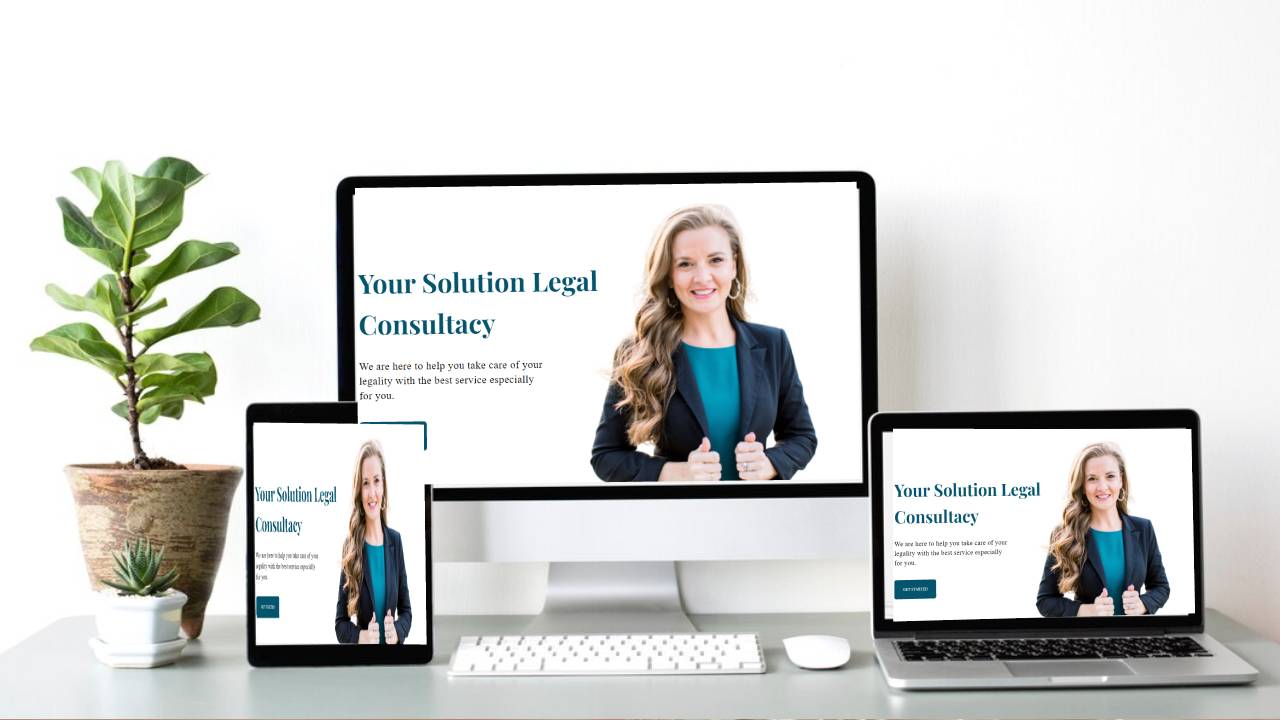 Your Solution Legal
Consultacy
We are here to help you take care of your
legality with the best service especially
for you.
Your Solution Legal
Consultacy
We are here to help you take care of your
legality with the best service especially
for you.
GET STARTED
Your Solution Legal
Consultacy
We are here to help you take care of your
legality with the best service especially
for you.
GET STARTED